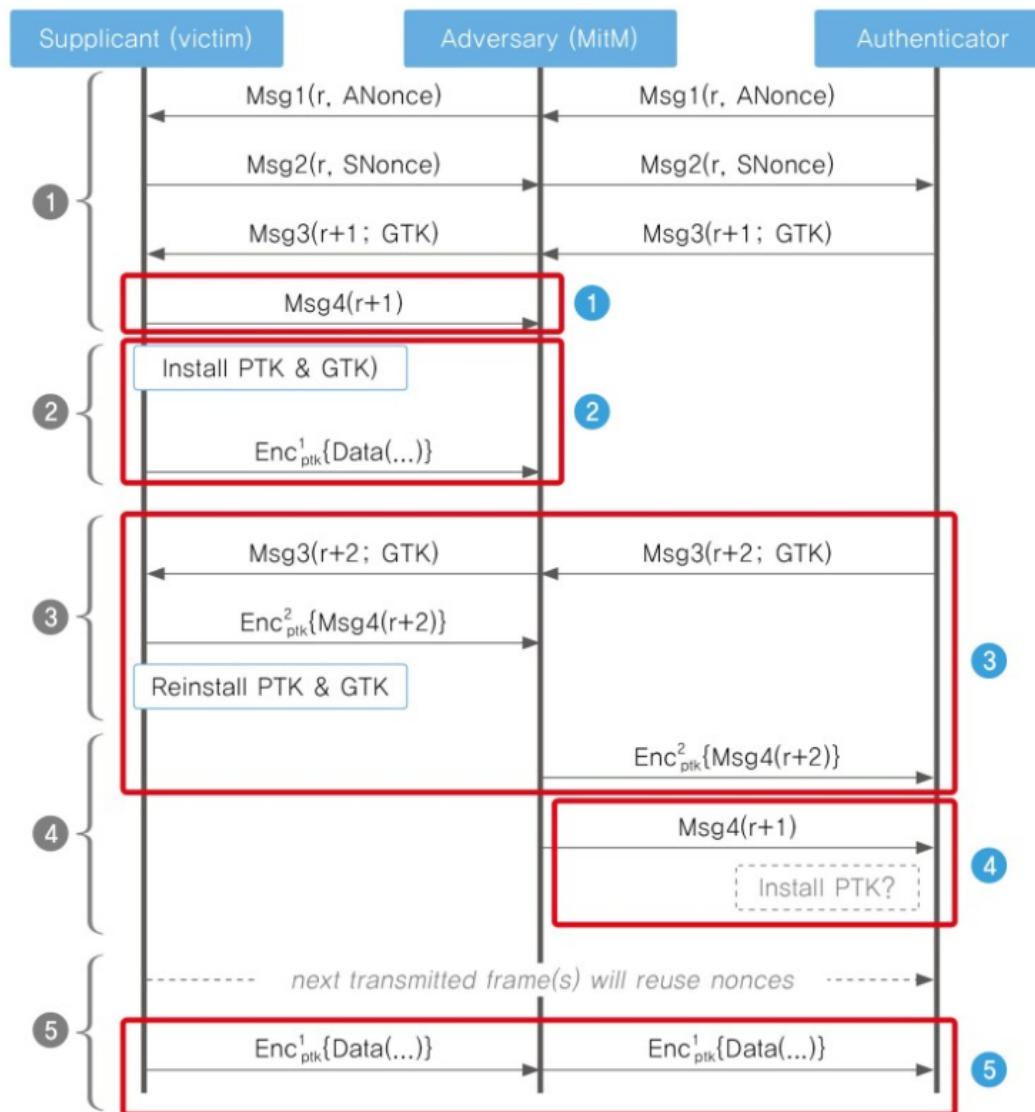 Supplicant (victim) Adversary (MitM) Authenticator
Msg1(r, ANonce) Msg1(r, ANonce)
Msg2(r, SNonce) Msg2(r, SNonce)
1
Msg3(r+1; GTK) Msg3(r+1; GTK)
Msg4(r+1) 1
Install PTK & GTK)
2 2
Enc¹ptk{Data(...)}
Msg3(r+2; GTK) Msg3(r+2; GTK)
3 Enc²ptk{Msg4(r+2)}
3
Reinstall PTK & GTK
Enc²ptk{Msg4(r+2)}
4 Msg4(r+1)
4
Install PTK?
next transmitted frame(s) will reuse nonces
5
Enc¹ptk{Data(...)} Enc¹ptk{Data(...)} 5